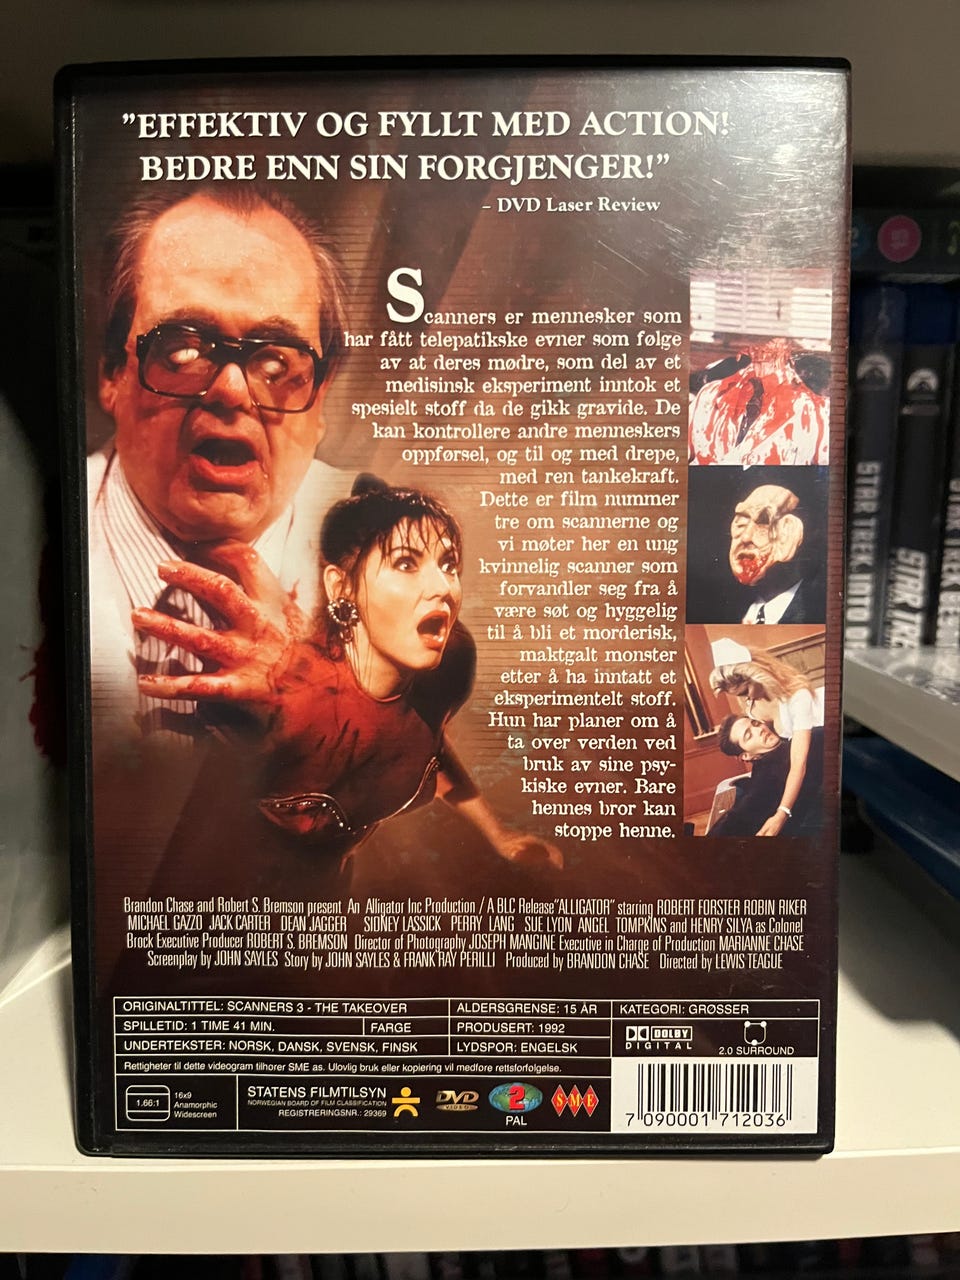 ”EFFEKTIV OG FYLLT MED ACTION!
BEDRE ENN SIN FORGJENGER!”
– DVD Laser Review
Scanners er mennesker som
har fått telepatikske evner som følge
av at deres mødre, som del av et
medisinsk eksperiment inntok et
spesielt stoff da de gikk gravide. De
kan kontrollere andre menneskers
oppførsel, og til og med drepe,
med ren tankekraft.
Dette er film nummer
tre om scannerne og
vi møter her en ung
kvinnelig scanner som
forvandler seg fra å
være søt og hyggelig
til å bli et morderisk,
maktgalt monster
etter å ha inntatt et
eksperimentelt stoff.
Hun har planer om å
ta over verden ved
bruk av sine psy-
kiske evner. Bare
hennes bror kan
stoppe henne.
Brandon Chase and Robert S. Bremson present An Alligator Inc Production / A BLC Release "ALLIGATOR" starring ROBERT FORSTER ROBIN RIKER
MICHAEL GAZZO JACK CARTER DEAN JAGGER SIDNEY LASSICK PERRY LANG SUE LYON ANGEL TOMPKINS and HENRY SILYA as Colonel
Brock Executive Producer ROBERT S. BREMSON Director of Photography JOSEPH MANGINE Executive in Charge of Production MARIANNE CHASE
Screenplay by JOHN SAYLES Story by JOHN SAYLES & FRANK RAY PERILLI Produced by BRANDON CHASE Directed by LEWIS TEAGUE
ORIGINALTITTEL: SCANNERS 3 - THE TAKEOVER ALDERSGRENSE: 15 ÅR KATEGORI: GRØSSER
SPILLETID: 1 TIME 41 MIN. FARGE PRODUSERT: 1992
UNDERTEKSTER: NORSK, DANSK, SVENSK, FINSK LYDSPOR: ENGELSK
DOLBY
DIGITAL 2.0 SURROUND
Rettigheter til dette videogram tilhorer SME as. Ulovlig bruk eller kopiering vil medføre rettsforfølgelse.
1.66:1
16x9
Anamorphic
Widescreen
STATENS FILMTILSYN
NORWEGIAN BOARD OF FILM CLASSIFICATION
REGISTRERINGSNR.: 29369
DVD
VIDEO
2
PAL
SME
7 090001 712036
STAR TREK INTO
STAR TREK